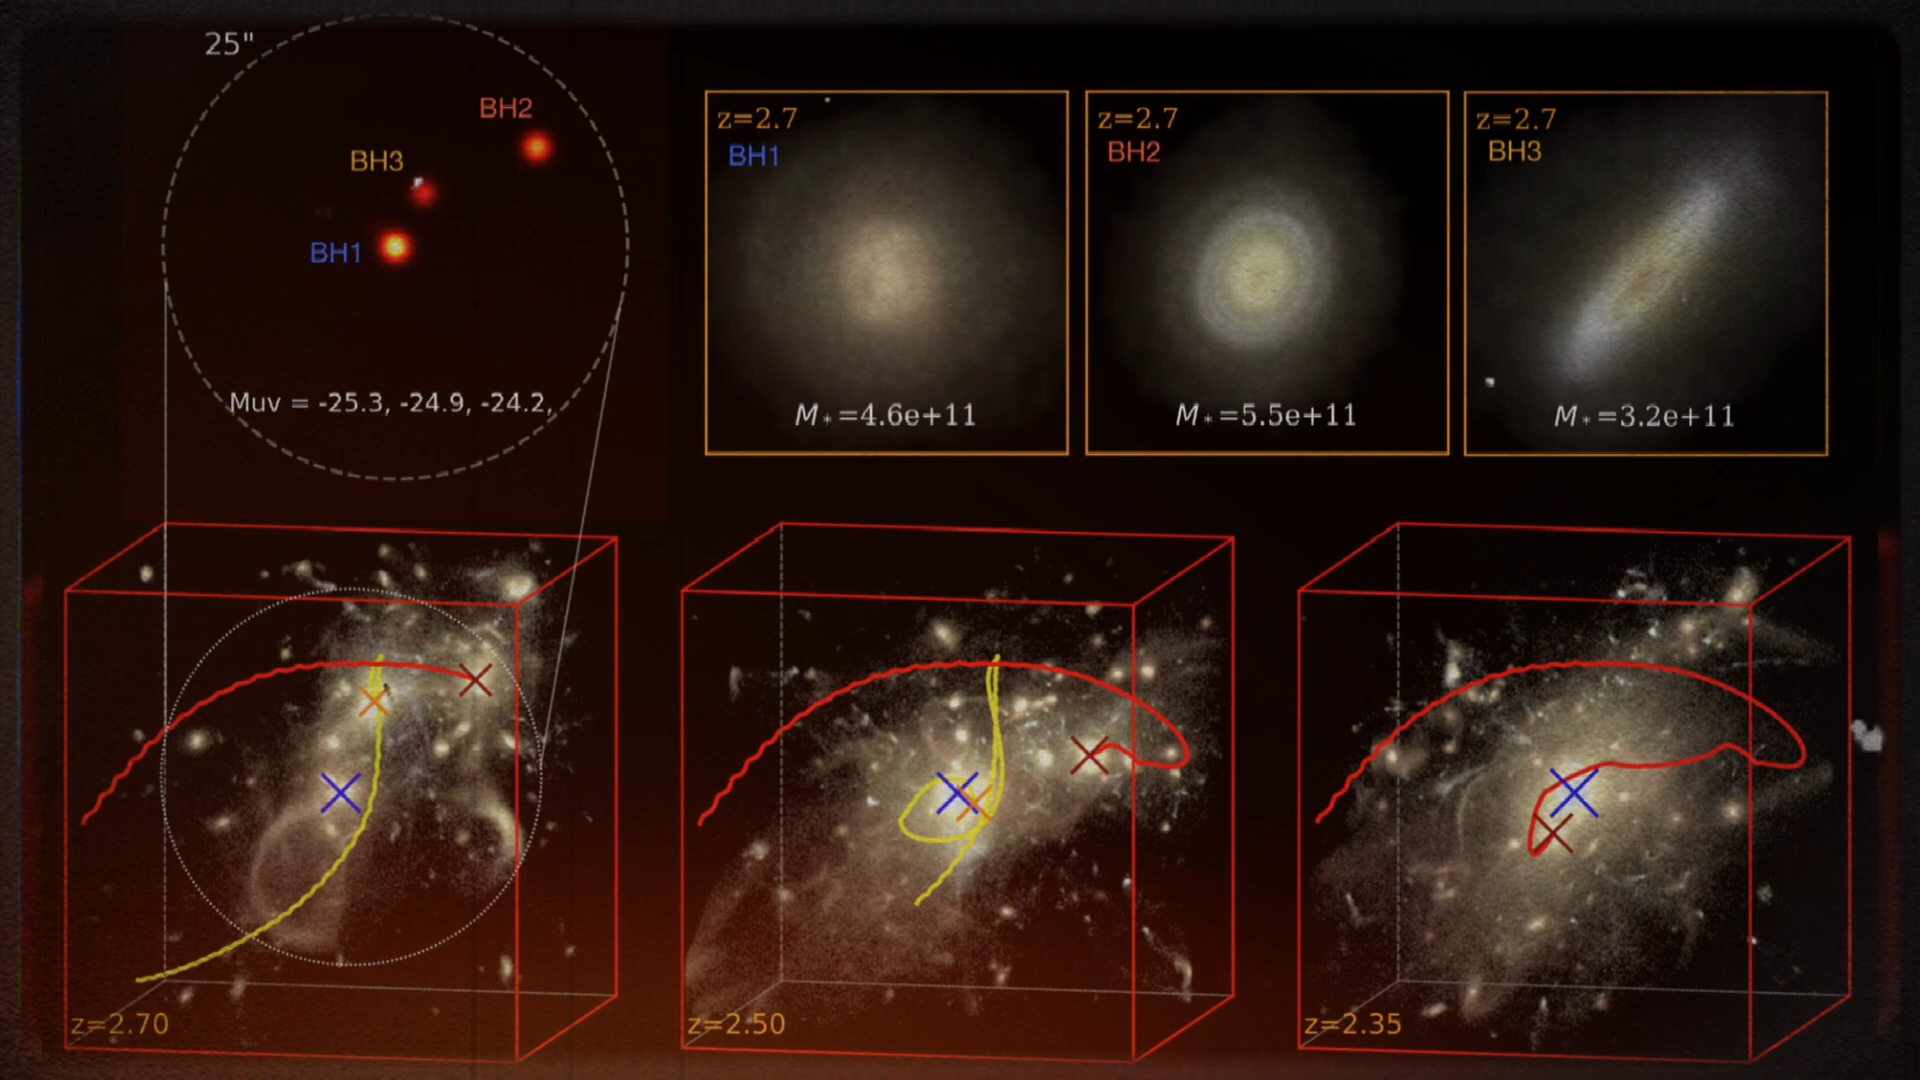 25"
BH2
BH3
BH1
Muv = -25.3, -24.9, -24.2,
z=2.7
BH1
M*=4.6e+11
z=2.7
BH2
M*=5.5e+11
z=2.7
BH3
M*=3.2e+11
z=2.70
z=2.50
z=2.35